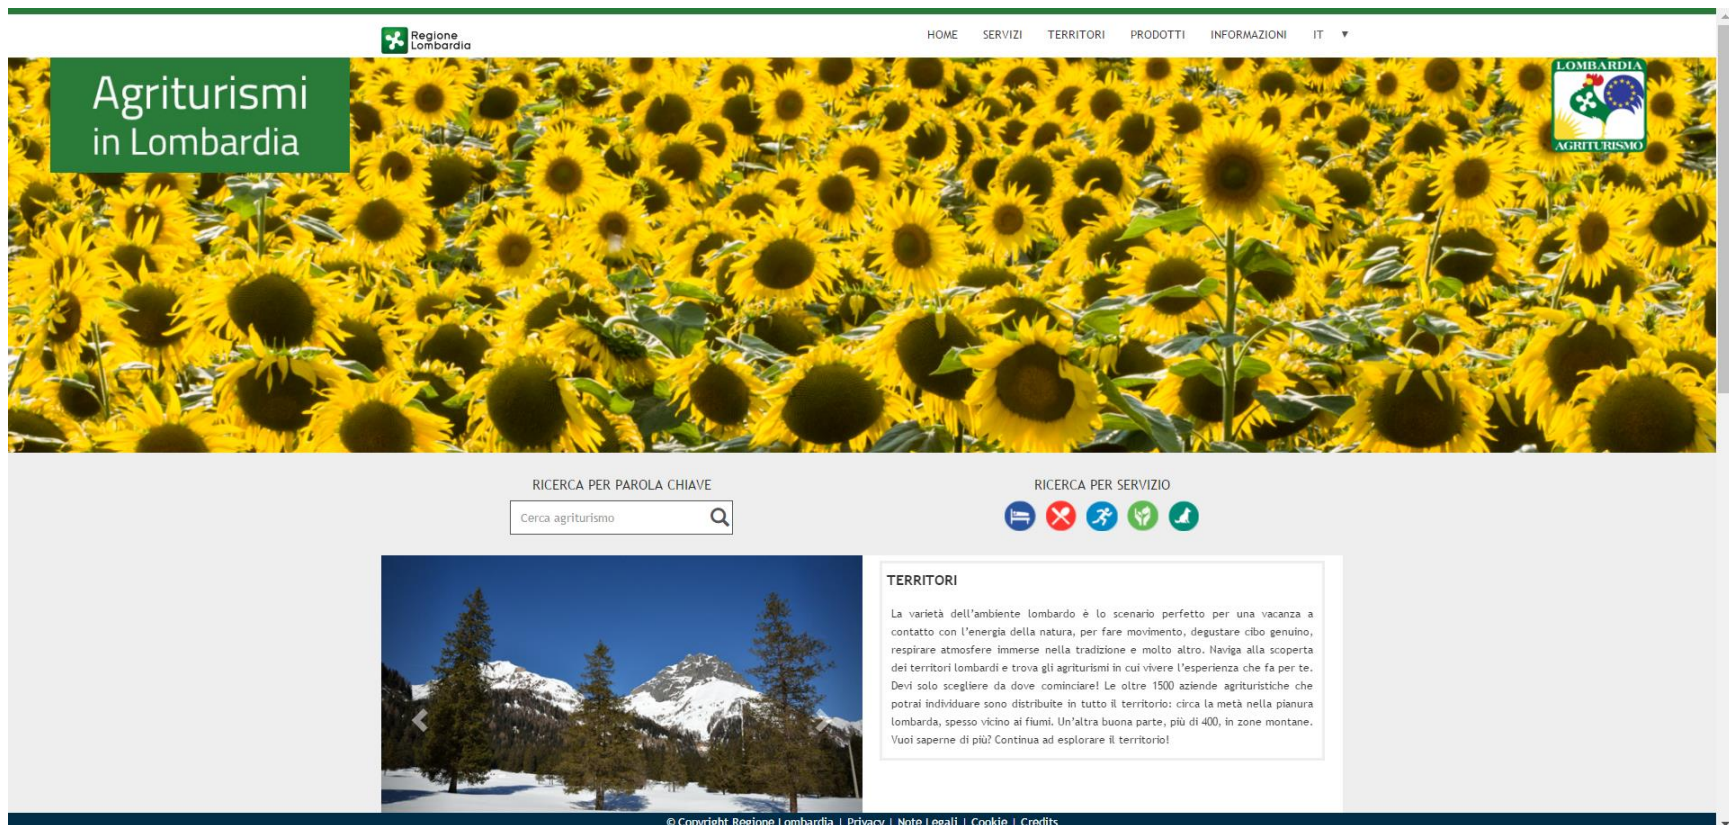 Regione
Lombardia
HOME SERVIZI TERRITORI PRODOTTI INFORMAZIONI IT
Agriturismi
in Lombardia
LOMBARDIA
AGRITURISMO
RICERCA PER PAROLA CHIAVE
Cerca agriturismo
RICERCA PER SERVIZIO
TERRITORI
La varietà dell'ambiente lombardo è lo scenario perfetto per una vacanza a
contatto con l'energia della natura, per fare movimento, degustare cibo genuino,
respirare atmosfere immerse nella tradizione e molto altro. Naviga alla scoperta
dei territori lombardi e trova gli agriturismi in cui vivere l'esperienza che fa per te.
Devi solo scegliere da dove cominciare! Le oltre 1500 aziende agrituristiche che
potrai individuare sono distribuite in tutto il territorio: circa la metà nella pianura
lombarda, spesso vicino ai fiumi. Un'altra buona parte, più di 400, in zone montane.
Vuoi saperne di più? Continua ad esplorare il territorio!
© Copyright Regione Lombardia | Privacy | Note Legali | Cookie | Credits